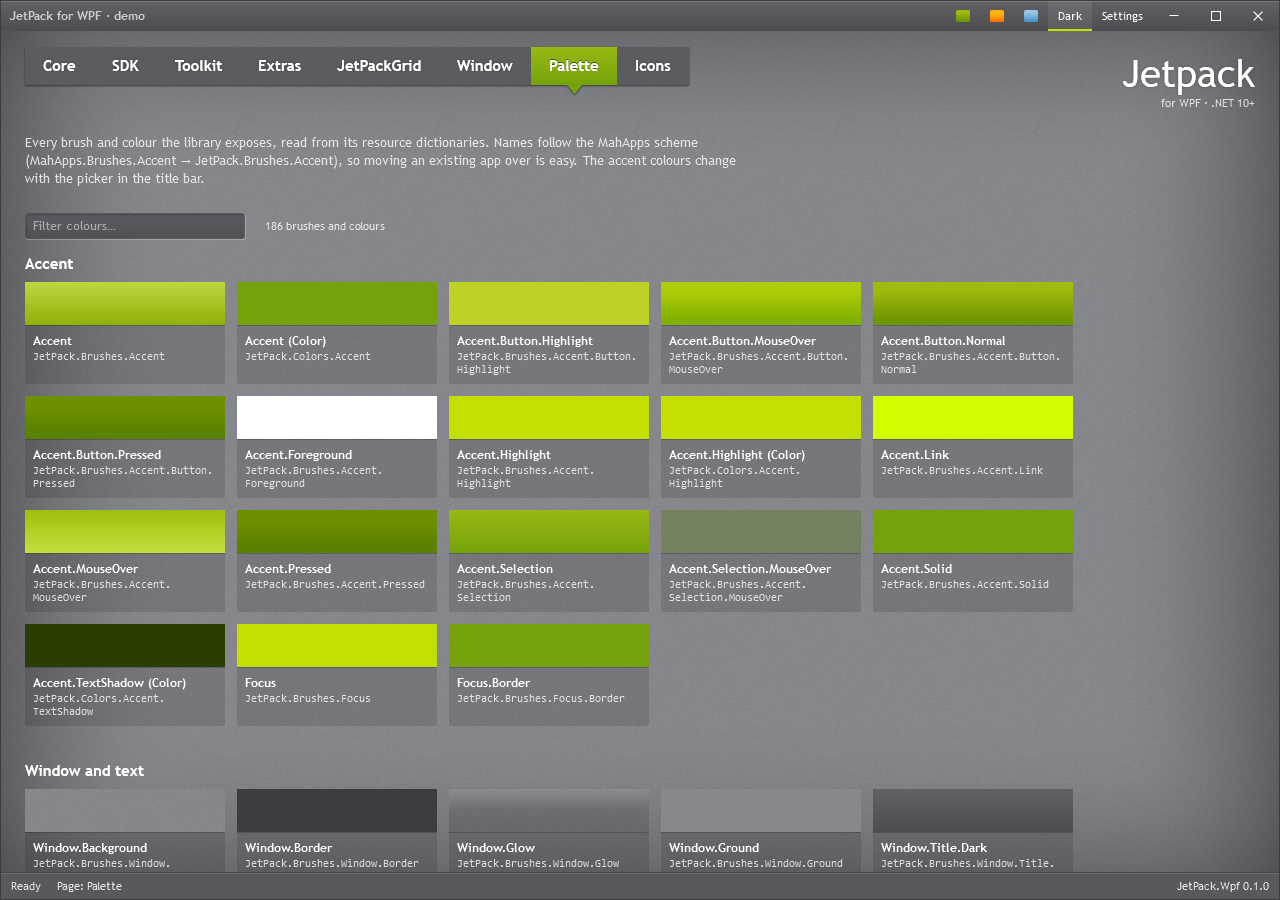 JetPack for WPF · demo
Dark
Settings
Core
SDK
Toolkit
Extras
JetPackGrid
Window
Palette
Icons
Jetpack
for WPF · .NET 10+
Every brush and colour the library exposes, read from its resource dictionaries. Names follow the MahApps scheme
(MahApps.Brushes.Accent → JetPack.Brushes.Accent), so moving an existing app over is easy. The accent colours change
with the picker in the title bar.
Filter colours...
186 brushes and colours
Accent
Accent
JetPack.Brushes.Accent
Accent (Color)
JetPack.Colors.Accent
Accent.Button.Highlight
JetPack.Brushes.Accent.Button.
Highlight
Accent.Button.MouseOver
JetPack.Brushes.Accent.Button.
MouseOver
Accent.Button.Normal
JetPack.Brushes.Accent.Button.
Normal
Accent.Button.Pressed
JetPack.Brushes.Accent.Button.
Pressed
Accent.Foreground
JetPack.Brushes.Accent.
Foreground
Accent.Highlight
JetPack.Brushes.Accent.
Highlight
Accent.Highlight (Color)
JetPack.Colors.Accent.
Highlight
Accent.Link
JetPack.Brushes.Accent.Link
Accent.MouseOver
JetPack.Brushes.Accent.
MouseOver
Accent.Pressed
JetPack.Brushes.Accent.Pressed
Accent.Selection
JetPack.Brushes.Accent.
Selection
Accent.Selection.MouseOver
JetPack.Brushes.Accent.
Selection.MouseOver
Accent.Solid
JetPack.Brushes.Accent.Solid
Accent.TextShadow (Color)
JetPack.Colors.Accent.
TextShadow
Focus
JetPack.Brushes.Focus
Focus.Border
JetPack.Brushes.Focus.Border
Window and text
Window.Background
JetPack.Brushes.Window.
Window.Border
JetPack.Brushes.Window.Border
Window.Glow
JetPack.Brushes.Window.Glow
Window.Ground
JetPack.Brushes.Window.Ground
Window.Title.Dark
JetPack.Brushes.Window.Title.
Ready
Page: Palette
JetPack.Wpf 0.1.0